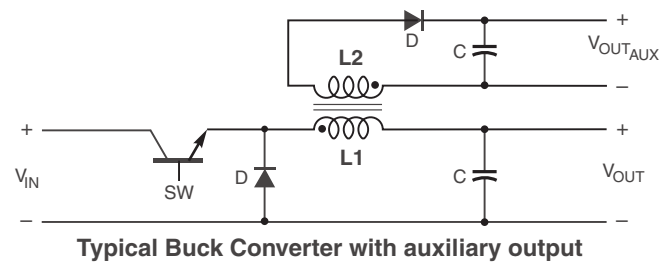 D
C
+
V_OUT_AUX
–
L2
+
V_IN
–
SW
D
L1
C
+
V_OUT
–
Typical Buck Converter with auxiliary output